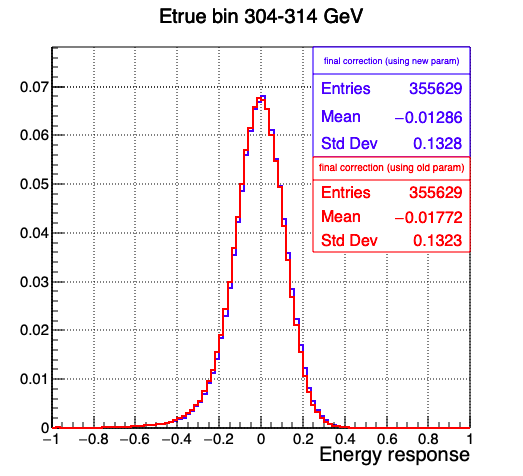 Etrue bin 304-314 GeV
final correction (using new param)
Entries 355629
Mean −0.01286
Std Dev 0.1328
final correction (using old param)
Entries 355629
Mean −0.01772
Std Dev 0.1323
0.07
0.06
0.05
0.04
0.03
0.02
0.01
0
−1 −0.8 −0.6 −0.4 −0.2 0 0.2 0.4 0.6 0.8 1
Energy response